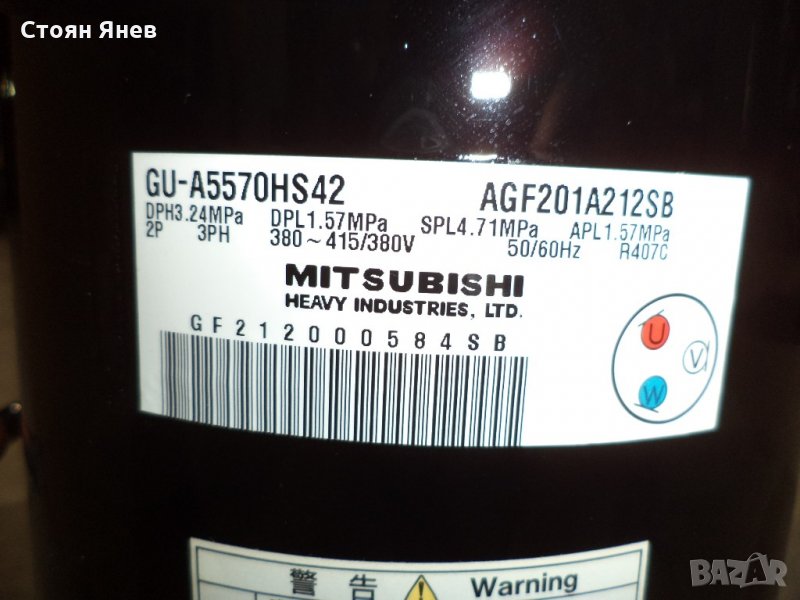 Стоян Янев
GU-A5570HS42 AGF201A212SB
DPH3.24MPa DPL1.57MPa SPL4.71MPa APL1.57MPa
2P 3PH 380~415/380V 50/60Hz R407C
MITSUBISHI
HEAVY INDUSTRIES, LTD.
GF212000584SB
U
V
W
警告 Warning
BAZAR